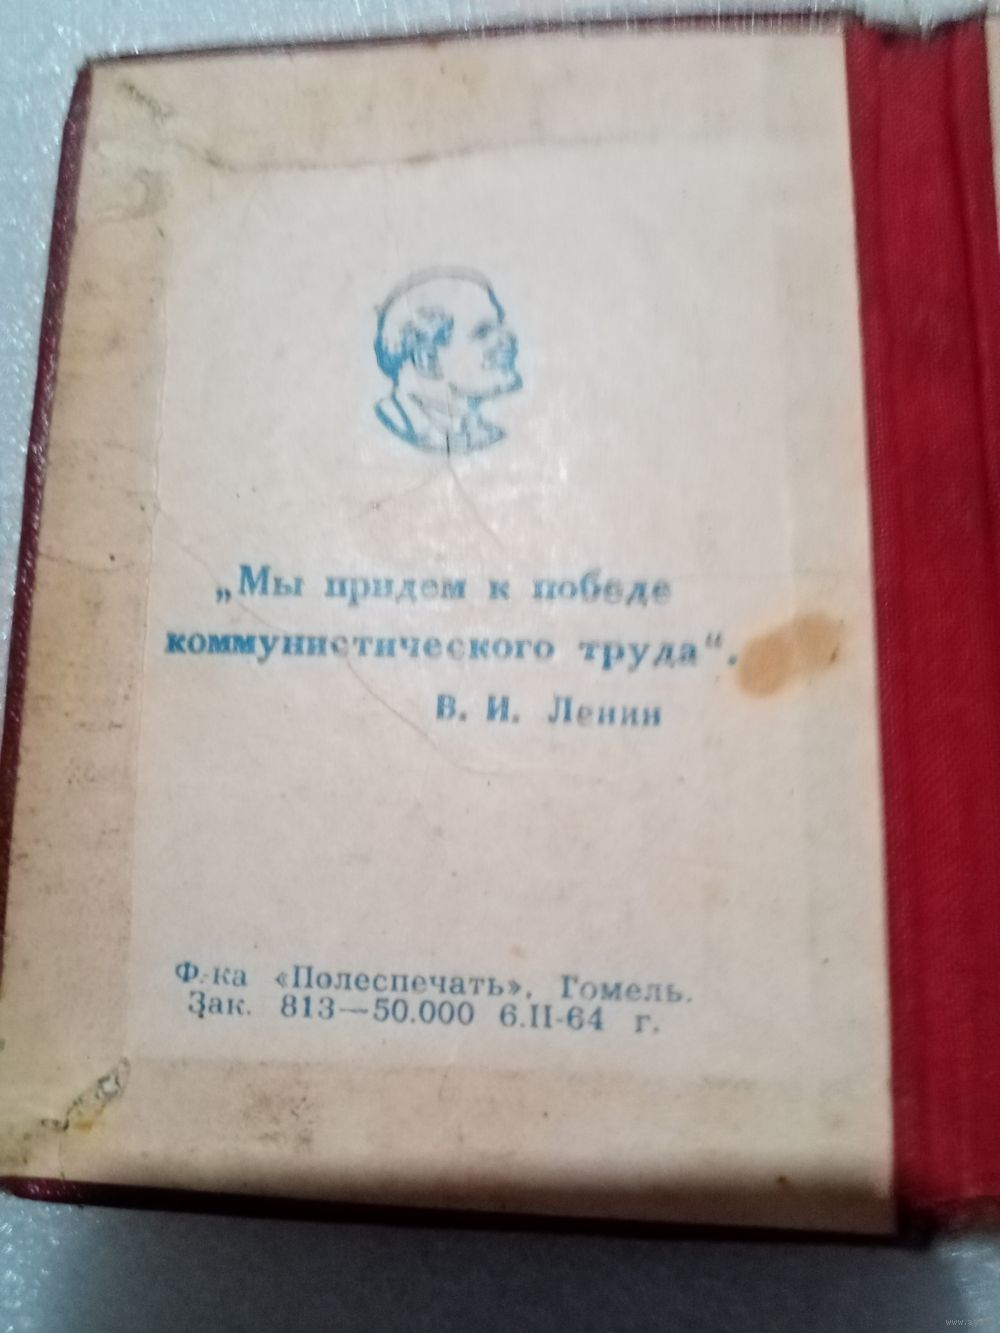 „Мы придем к победе
коммунистического труда“.
В. И. Ленин
Ф-ка «Полеспечать», Гомель.
Зак. 813—50.000 6.II-64 г.